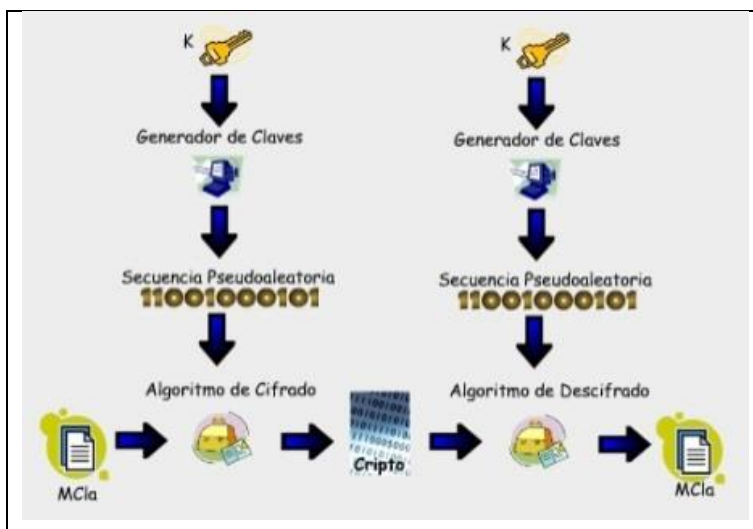 K
K
Generador de Claves
Generador de Claves
Secuencia Pseudoaleatoria
Secuencia Pseudoaleatoria
11001000101
11001000101
Algoritmo de Cifrado
Algoritmo de Descifrado
Cripto
MCla
MCla